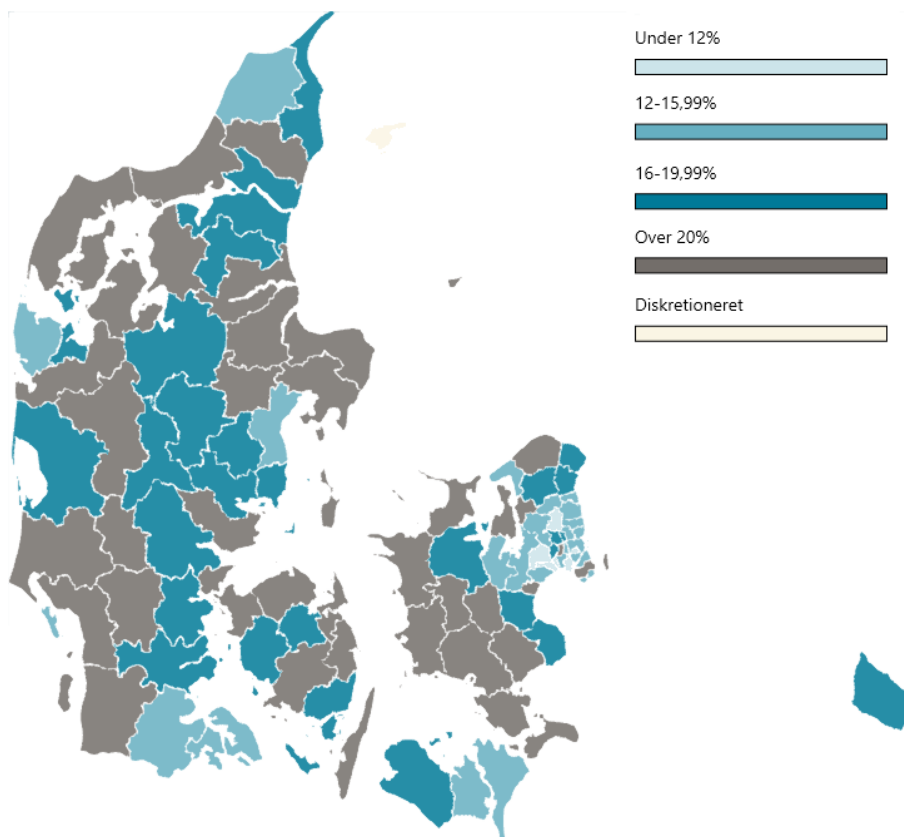 Under 12%
12-15,99%
16-19,99%
Over 20%
Diskretioneret